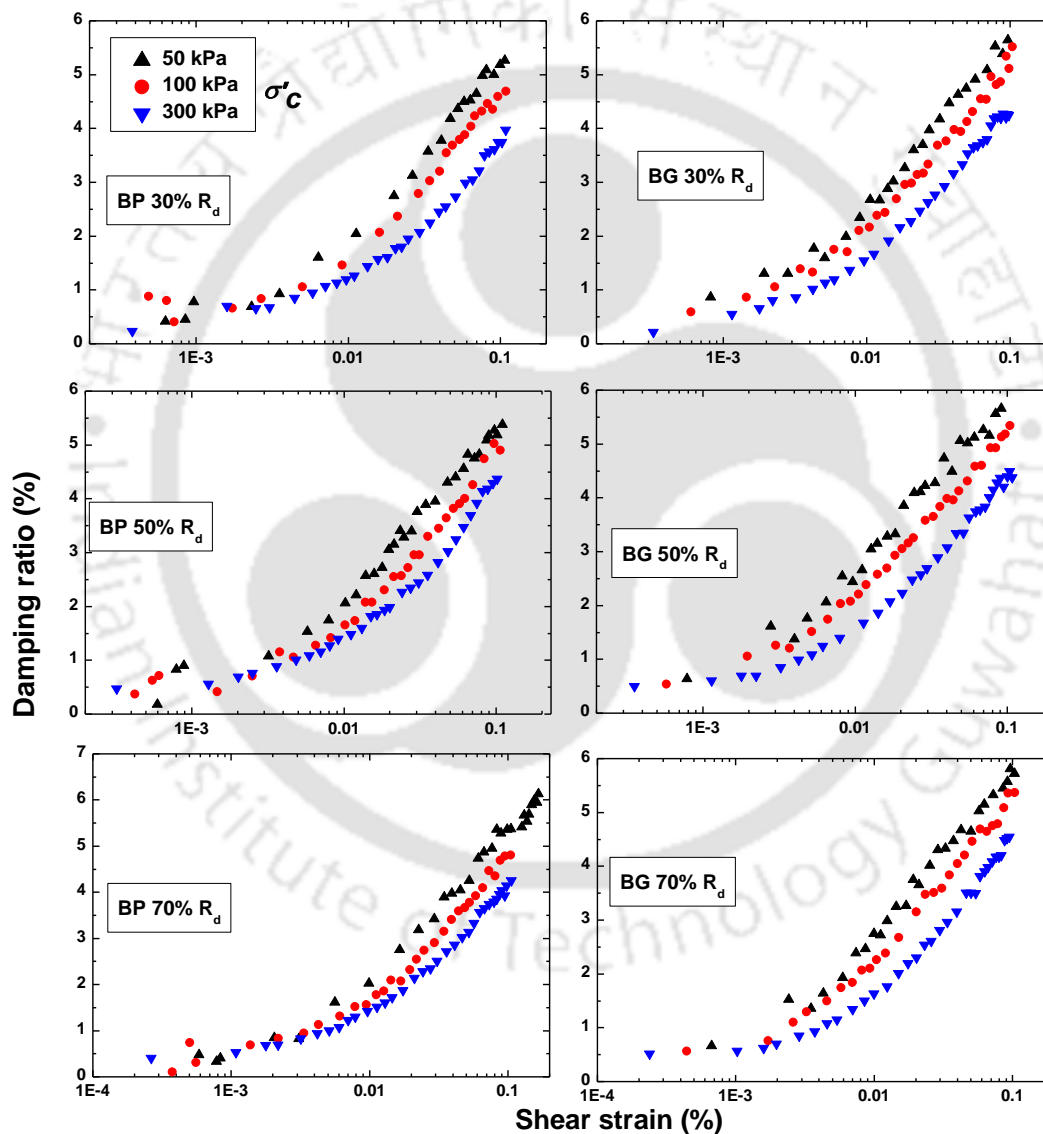 6
5
4
3
2
1
0
1E-3
0.01
0.1
50 kPa
100 kPa
300 kPa
σ'c
BP 30% Rd
6
5
4
3
2
1
0
1E-3
0.01
0.1
BG 30% Rd
6
5
4
3
2
1
0
1E-3
0.01
0.1
BP 50% Rd
6
5
4
3
2
1
0
1E-3
0.01
0.1
BG 50% Rd
Damping ratio (%)
7
6
5
4
3
2
1
0
1E-4
1E-3
0.01
0.1
BP 70% Rd
6
5
4
3
2
1
0
1E-4
1E-3
0.01
0.1
BG 70% Rd
Shear strain (%)
Indian Institute of Technology Guwahati